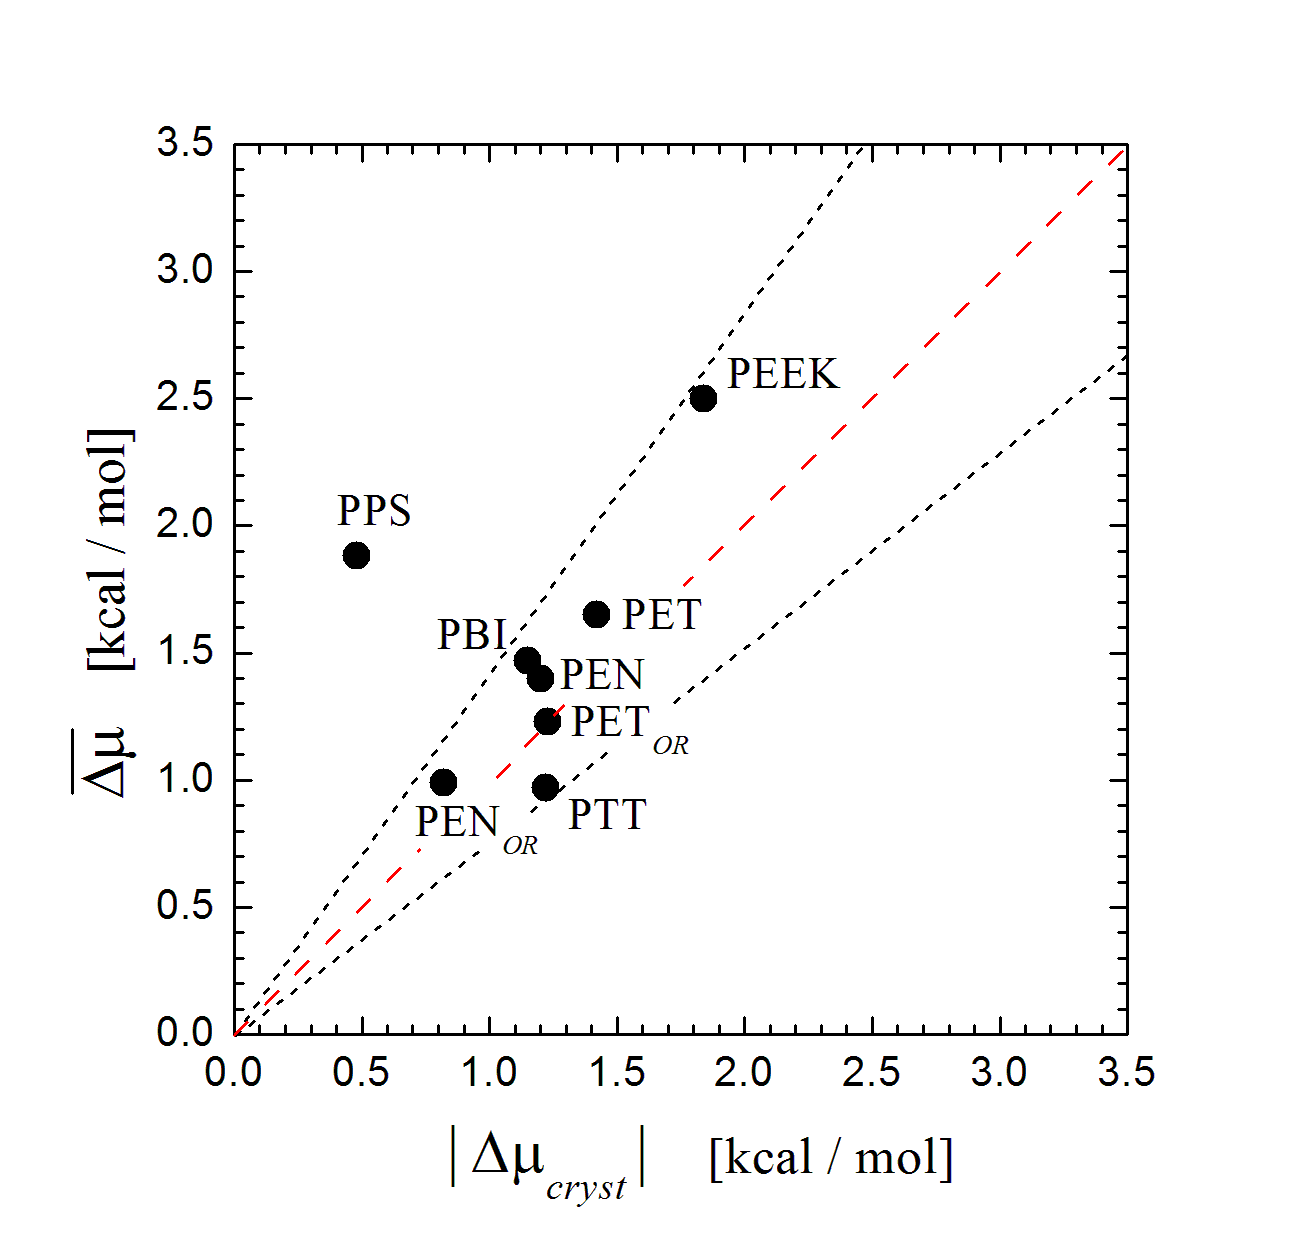 3.5
3.0
PEEK
2.5
PPS
2.0
PET
PBI
1.5
PEN
PET OR
1.0
PTT
PEN OR
0.5
0.0
0.0 0.5 1.0 1.5 2.0 2.5 3.0 3.5
Δμ [kcal / mol]
|Δμcryst| [kcal / mol]